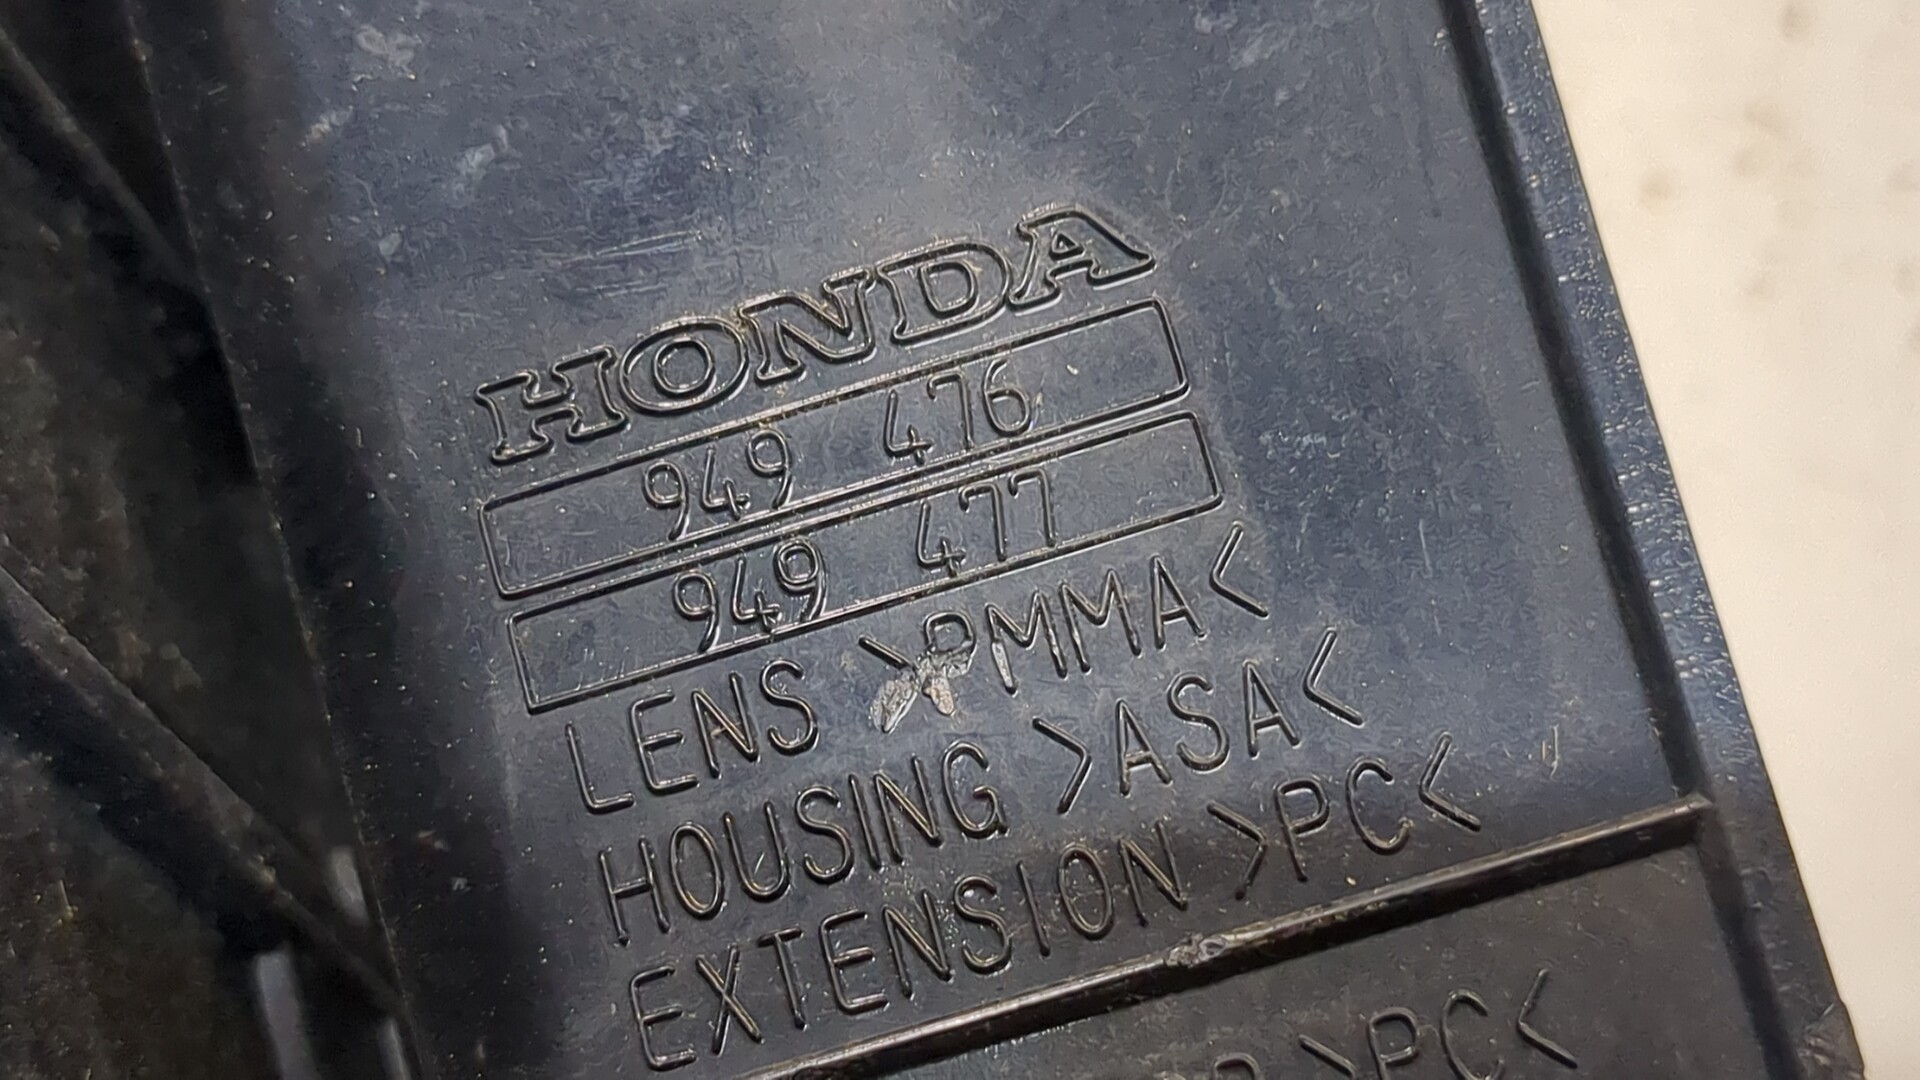 HONDA
949 476
949 477
LENS >PMMA<
HOUSING >ASA<
EXTENSION >PC<
>PC<